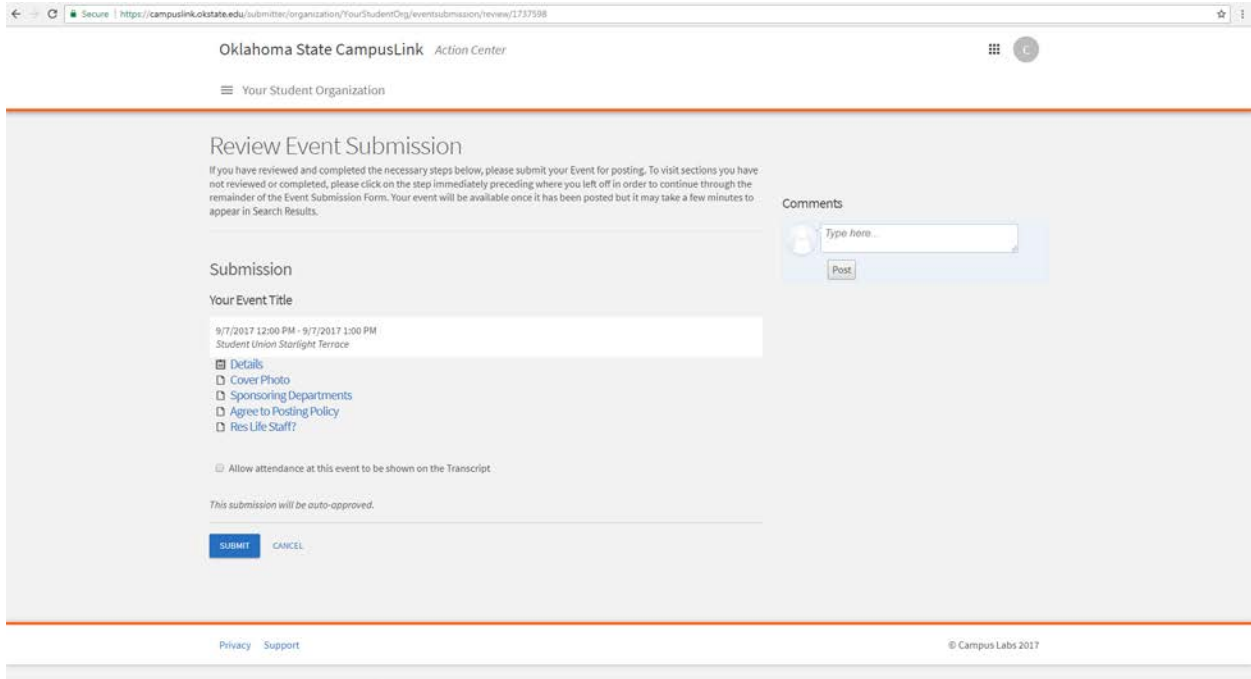 Secure | https://campuslink.okstate.edu/submitter/organization/YourStudentOrg/eventsubmission/review/1737598
Oklahoma State CampusLink Action Center
C
Your Student Organization
Review Event Submission
If you have reviewed and completed the necessary steps below, please submit your Event for posting. To visit sections you have
not reviewed or completed, please click on the step immediately preceding where you left off in order to continue through the
remainder of the Event Submission Form. Your event will be available once it has been posted but it may take a few minutes to
appear in Search Results.
Comments
Type here...
Post
Submission
Your Event Title
9/7/2017 12:00 PM - 9/7/2017 1:00 PM
Student Union Starlight Terrace
Details
Cover Photo
Sponsoring Departments
Agree to Posting Policy
Res Life Staff?
Allow attendance at this event to be shown on the Transcript
This submission will be auto-approved.
SUBMIT CANCEL
Privacy Support
© Campus Labs 2017